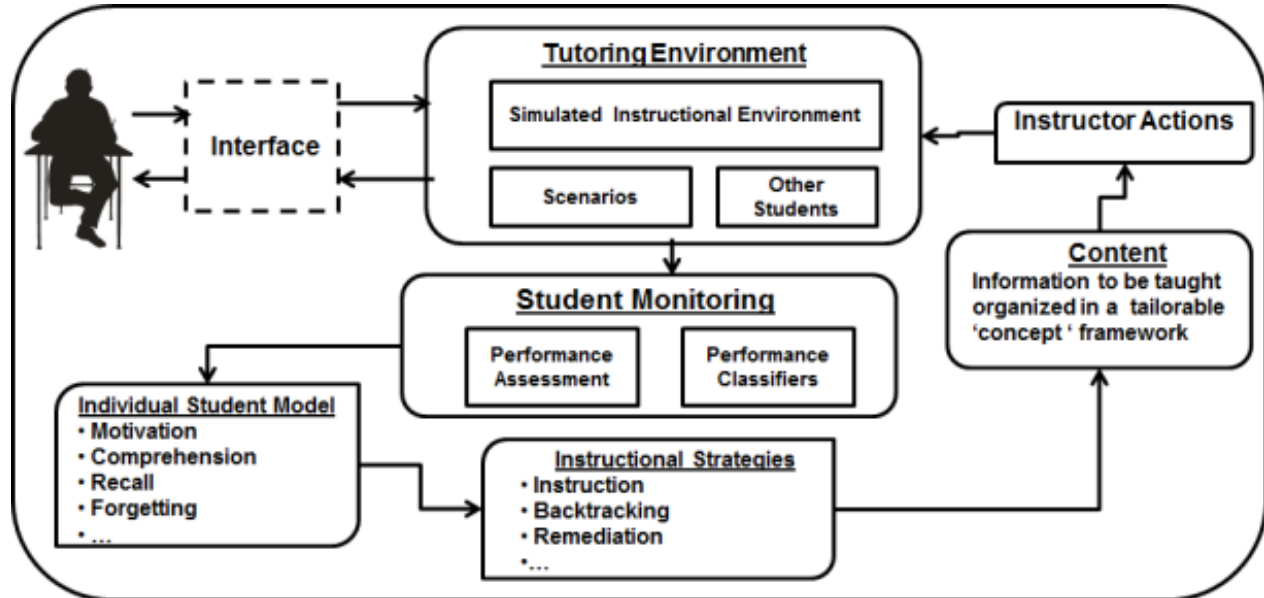 Tutoring Environment
Simulated Instructional Environment
Interface
Scenarios
Other
Students
Instructor Actions
Content
Information to be taught
organized in a tailorable
‘concept ‘ framework
Student Monitoring
Performance
Assessment
Performance
Classifiers
Individual Student Model
• Motivation
• Comprehension
• Recall
• Forgetting
• ...
Instructional Strategies
• Instruction
• Backtracking
• Remediation
•...